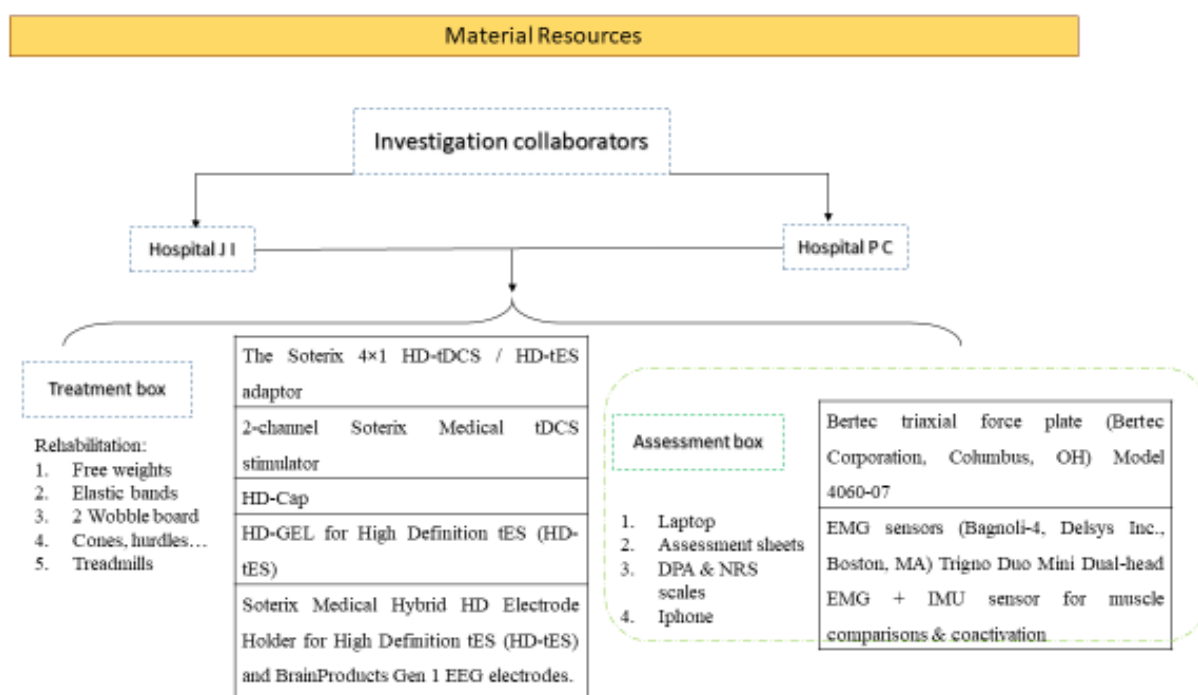 Material Resources
Investigation collaborators
Hospital J I
Hospital P C
Treatment box
Rehabilitation:
1. Free weights
2. Elastic bands
3. 2 Wobble board
4. Cones, hurdles…
5. Treadmills
The Soterix 4×1 HD-tDCS / HD-tES
adaptor
2-channel Soterix Medical tDCS
stimulator
HD-Cap
HD-GEL for High Definition tES (HD-
tES)
Soterix Medical Hybrid HD Electrode
Holder for High Definition tES (HD-tES)
and BrainProducts Gen 1 EEG electrodes.
Assessment box
1. Laptop
2. Assessment sheets
3. DPA & NRS
scales
4. Iphone
Bertec triaxial force plate (Bertec
Corporation, Columbus, OH) Model
4060-07
EMG sensors (Bagnoli-4, Delsys Inc.,
Boston, MA) Trigno Duo Mini Dual-head
EMG + IMU sensor for muscle
comparisons & coactivation